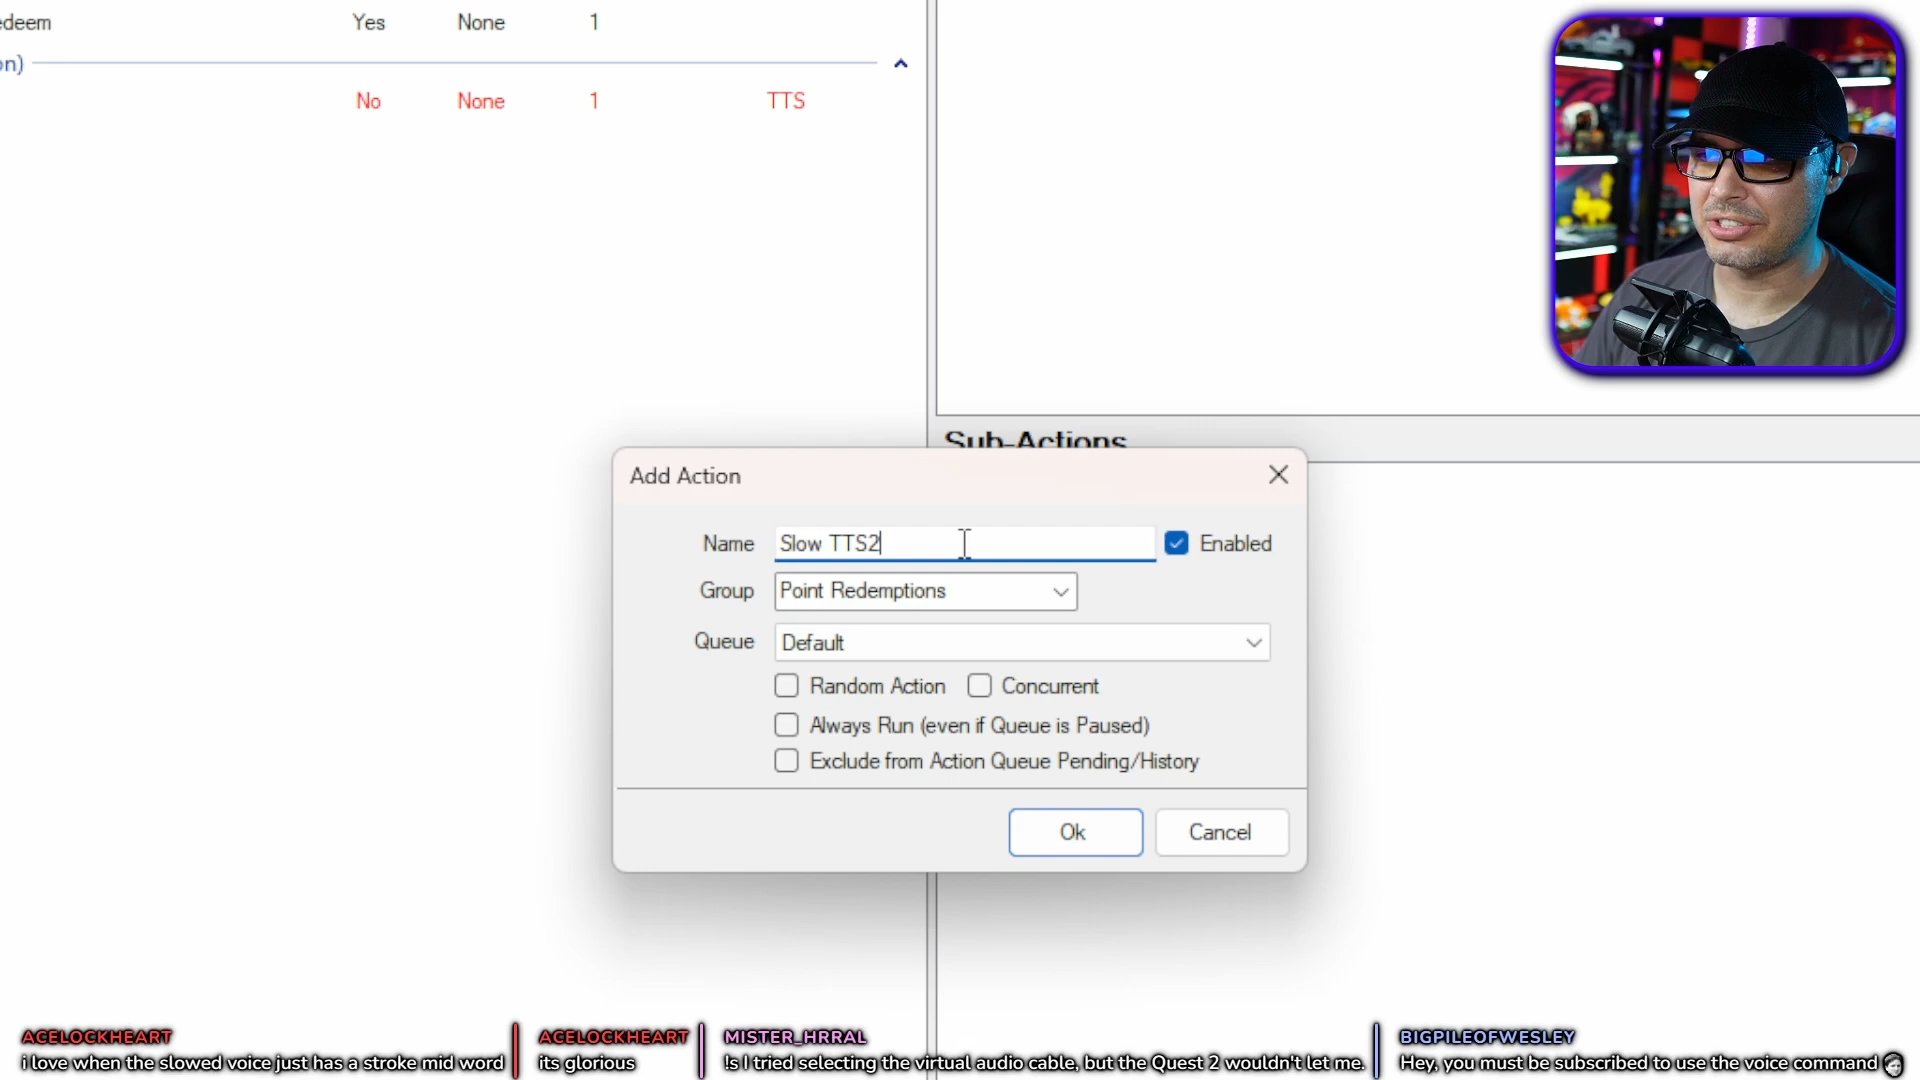 edeem Yes None 1
on)
No None 1 TTS
Sub-Actions
Add Action
Name Slow TTS2 Enabled
Group Point Redemptions
Queue Default
Random Action Concurrent
Always Run (even if Queue is Paused)
Exclude from Action Queue Pending/History
Ok Cancel
ACELOCKHEART
i love when the slowed voice just has a stroke mid word
ACELOCKHEART
its glorious
MISTER_HRRAL
!s I tried selecting the virtual audio cable, but the Quest 2 wouldn't let me.
BIGPILEOFWESLEY
Hey, you must be subscribed to use the voice command